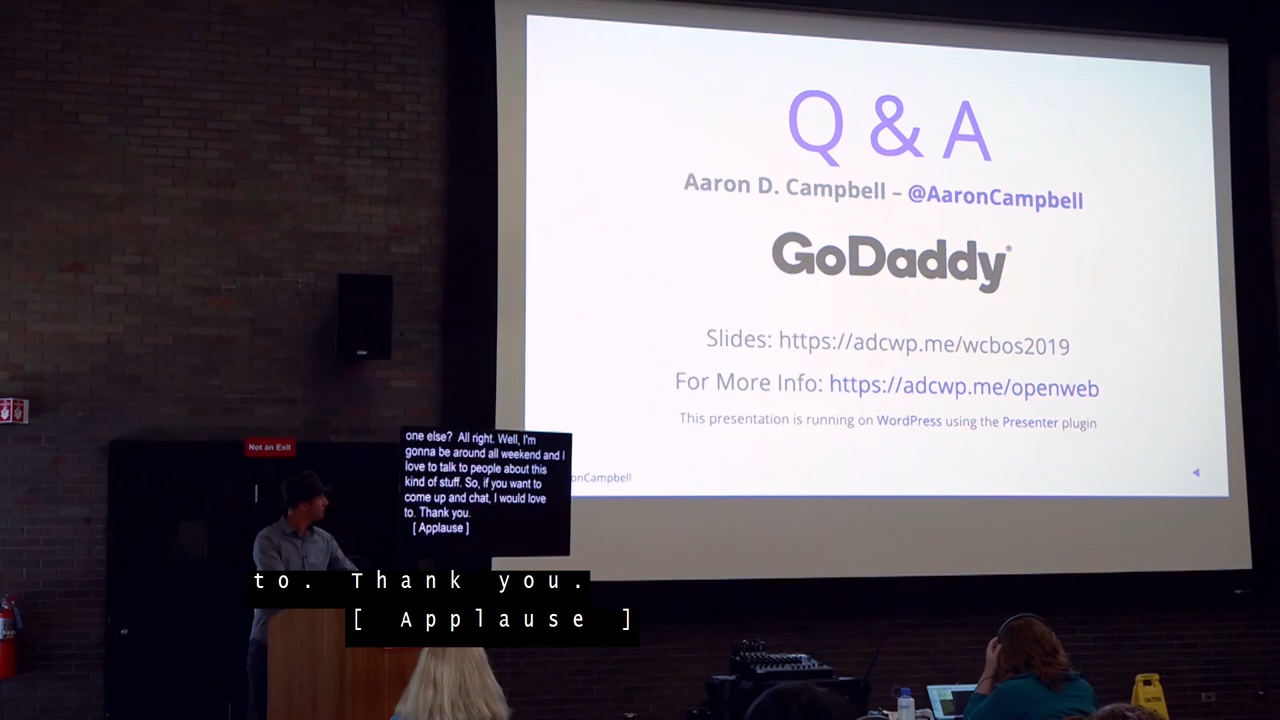 Q & A
Aaron D. Campbell – @AaronCampbell
GoDaddy
Slides: https://adcwp.me/wcbos2019
For More Info: https://adcwp.me/openweb
This presentation is running on WordPress using the Presenter plugin
onCampbell
Not an Exit
one else? All right. Well, I'm
gonna be around all weekend and I
love to talk to people about this
kind of stuff. So, if you want to
come up and chat, I would love
to. Thank you.
[ Applause ]
to. Thank you.
[ Applause ]
CAUTION